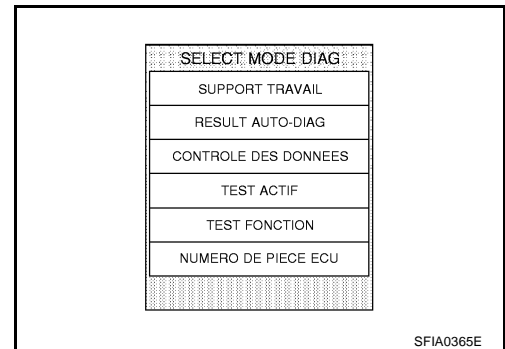 SELECT MODE DIAG
SUPPORT TRAVAIL
RESULT AUTO-DIAG
CONTROLE DES DONNEES
TEST ACTIF
TEST FONCTION
NUMERO DE PIECE ECU
SFIA0365E